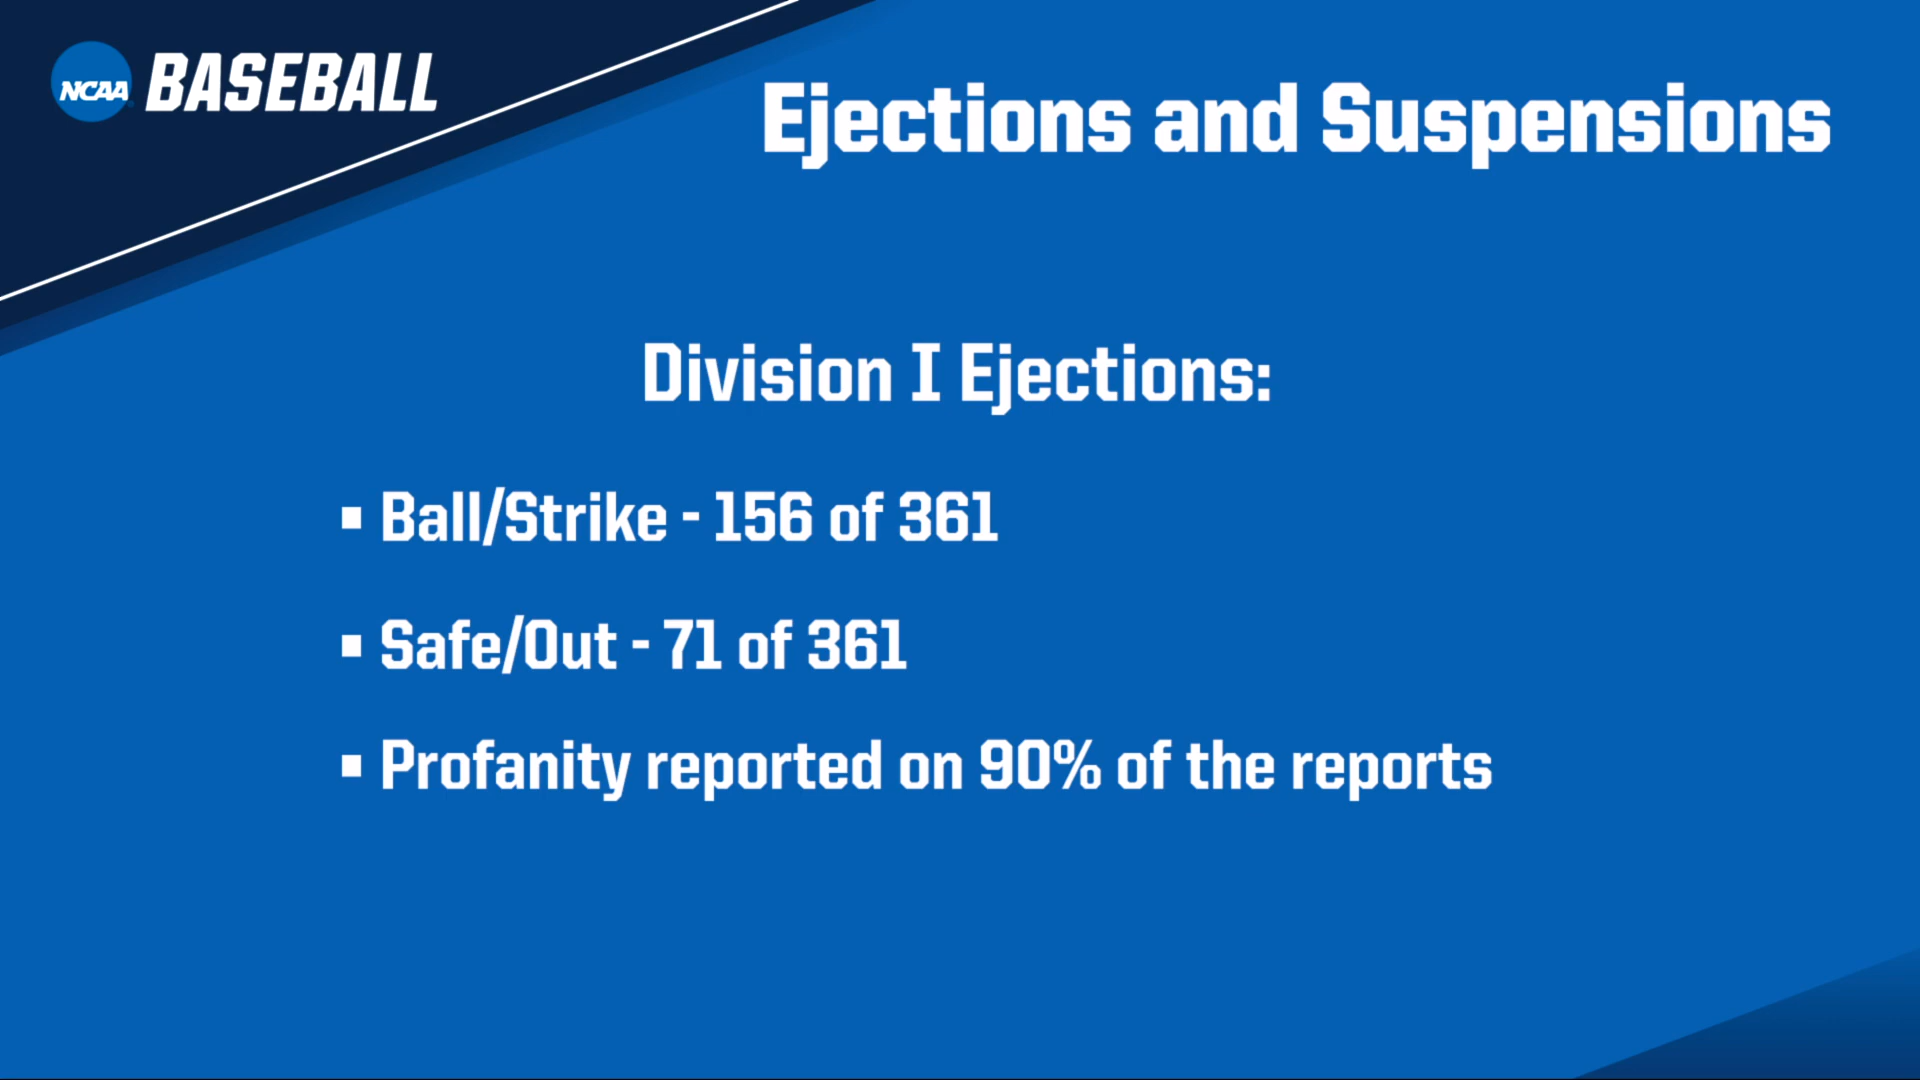 NCAA BASEBALL
Ejections and Suspensions
Division I Ejections:
▪ Ball/Strike - 156 of 361
▪ Safe/Out - 71 of 361
▪ Profanity reported on 90% of the reports